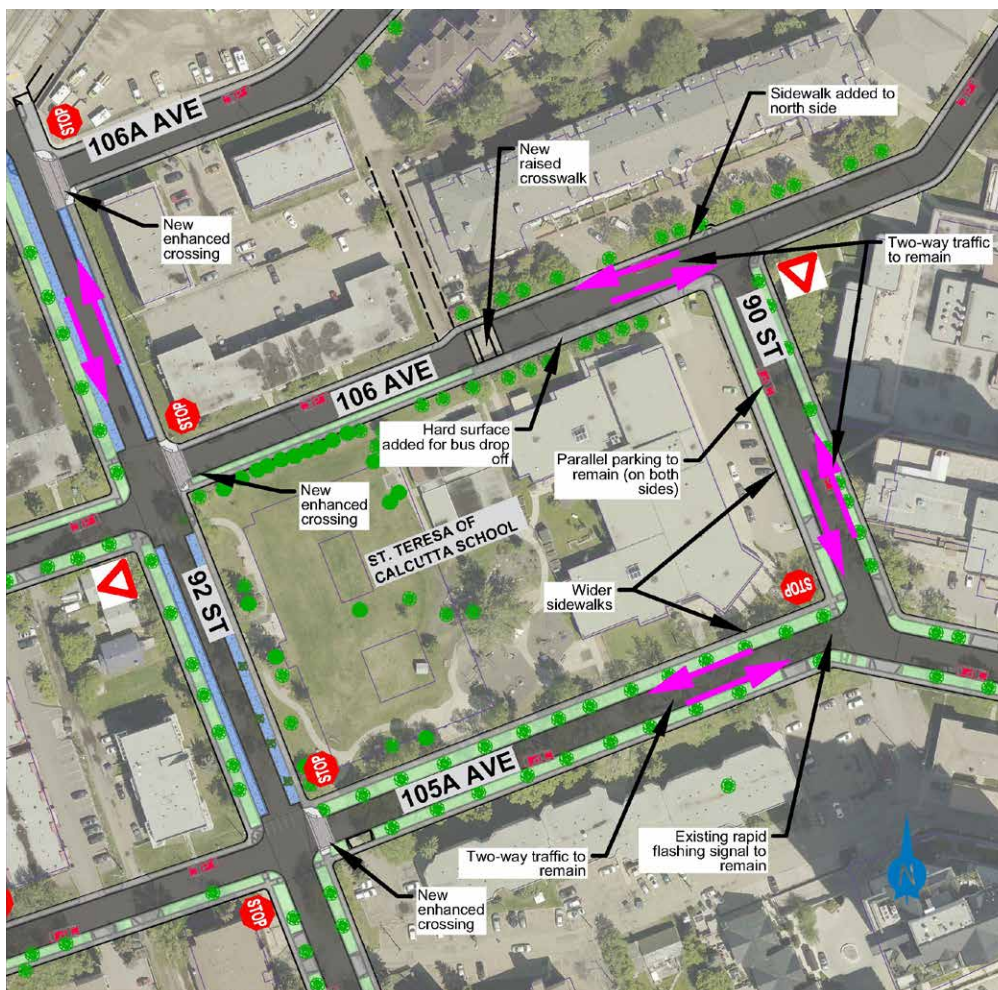 STOP
106A AVE
Sidewalk added to
north side
New
raised
crosswalk
New
enhanced
crossing
Two-way traffic
to remain
90 ST
STOP
106 AVE
Hard surface
added for bus drop
off
Parallel parking to
remain (on both
sides)
New
enhanced
crossing
ST. TERESA OF
CALCUTTA SCHOOL
92 ST
Wider
sidewalks
STOP
STOP
105A AVE
Two-way traffic to
remain
Existing rapid
flashing signal to
remain
New
enhanced
crossing
STOP
N